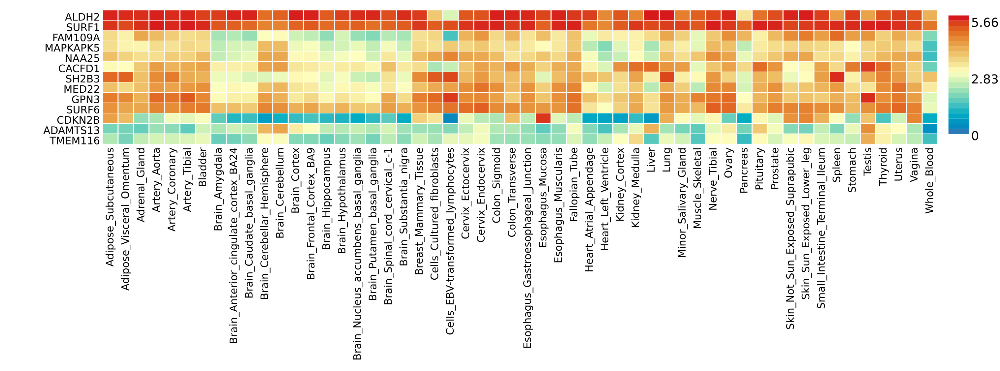 ALDH2
SURF1
FAM109A
MAPKAPK5
NAA25
CACFD1
SH2B3
MED22
GPN3
SURF6
CDKN2B
ADAMTS13
TMEM116
5.66
2.83
0
Adipose_Subcutaneous
Adipose_Visceral_Omentum
Adrenal_Gland
Artery_Aorta
Artery_Coronary
Artery_Tibial
Bladder
Brain_Amygdala
Brain_Anterior_cingulate_cortex_BA24
Brain_Caudate_basal_ganglia
Brain_Cerebellar_Hemisphere
Brain_Cerebellum
Brain_Cortex
Brain_Frontal_Cortex_BA9
Brain_Hippocampus
Brain_Hypothalamus
Brain_Nucleus_accumbens_basal_ganglia
Brain_Putamen_basal_ganglia
Brain_Spinal_cord_cervical_c-1
Brain_Substantia_nigra
Breast_Mammary_Tissue
Cells_Cultured_fibroblasts
Cells_EBV-transformed_lymphocytes
Cervix_Ectocervix
Cervix_Endocervix
Colon_Sigmoid
Colon_Transverse
Esophagus_Gastroesophageal_Junction
Esophagus_Mucosa
Esophagus_Muscularis
Fallopian_Tube
Heart_Atrial_Appendage
Heart_Left_Ventricle
Kidney_Cortex
Kidney_Medulla
Liver
Lung
Minor_Salivary_Gland
Muscle_Skeletal
Nerve_Tibial
Ovary
Pancreas
Pituitary
Prostate
Skin_Not_Sun_Exposed_Suprapubic
Skin_Sun_Exposed_Lower_leg
Small_Intestine_Terminal_Ileum
Spleen
Stomach
Testis
Thyroid
Uterus
Vagina
Whole_Blood